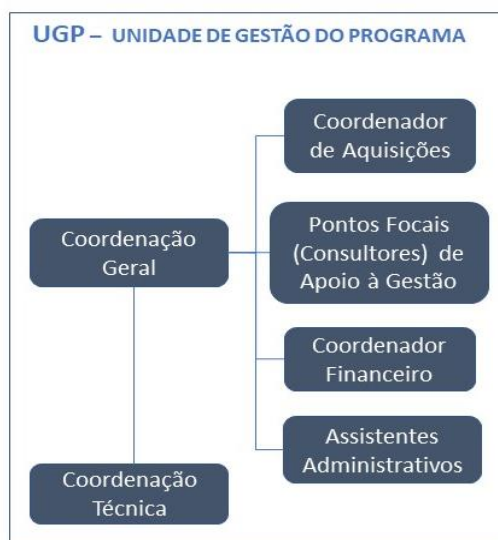 UGP – UNIDADE DE GESTÃO DO PROGRAMA
Coordenador
de Aquisições
Coordenação
Geral
Pontos Focais
(Consultores) de
Apoio à Gestão
Coordenador
Financeiro
Assistentes
Administrativos
Coordenação
Técnica